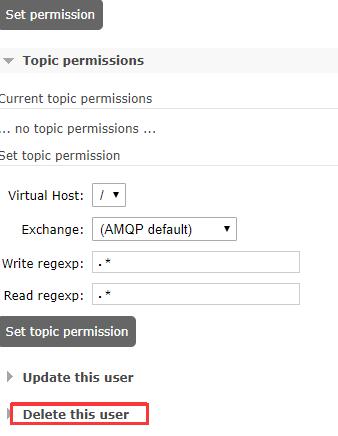 Set permission
Topic permissions
Current topic permissions
... no topic permissions ...
Set topic permission
Virtual Host: /
Exchange: (AMQP default)
Write regexp: .*
Read regexp: .*
Set topic permission
Update this user
Delete this user